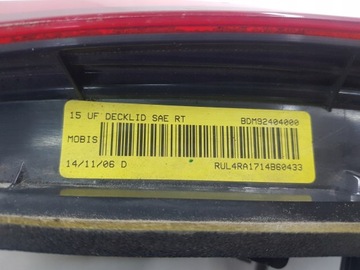 15 UF DECKLID SAE RT BDM92404000
MOBIS
14/11/06 D RUL4RA1714B60433